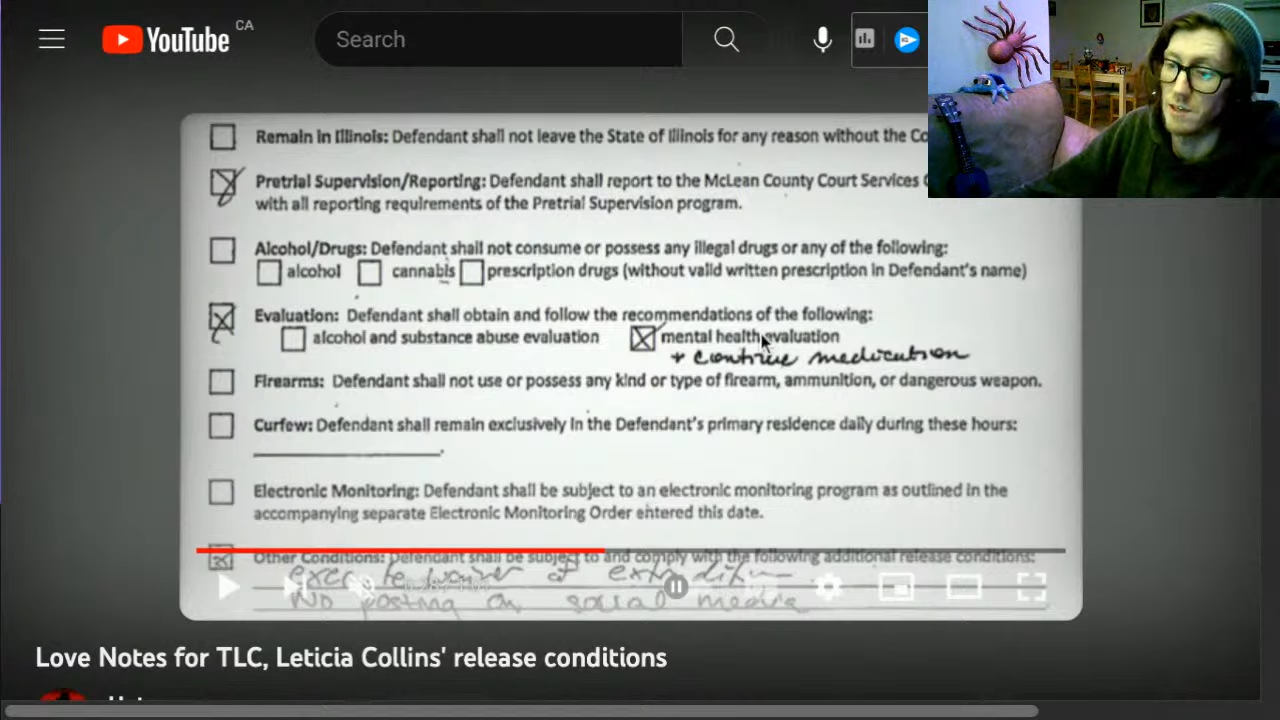 YouTube CA
Search
Remain in Illinois: Defendant shall not leave the State of Illinois for any reason without the Co
Pretrial Supervision/Reporting: Defendant shall report to the McLean County Court Services
with all reporting requirements of the Pretrial Supervision program.
Alcohol/Drugs: Defendant shall not consume or possess any illegal drugs or any of the following:
alcohol cannabis prescription drugs (without valid written prescription in Defendant's name)
Evaluation: Defendant shall obtain and follow the recommendations of the following:
alcohol and substance abuse evaluation mental health evaluation
+ continue medication
Firearms: Defendant shall not use or possess any kind or type of firearm, ammunition, or dangerous weapon.
Curfew: Defendant shall remain exclusively in the Defendant's primary residence daily during these hours:
Electronic Monitoring: Defendant shall be subject to an electronic monitoring program as outlined in the
accompanying separate Electronic Monitoring Order entered this date.
Other Conditions: Defendant shall be subject to and comply with the following additional release conditions:
execute waiver of extradition
No posting on social media
Love Notes for TLC, Leticia Collins' release conditions